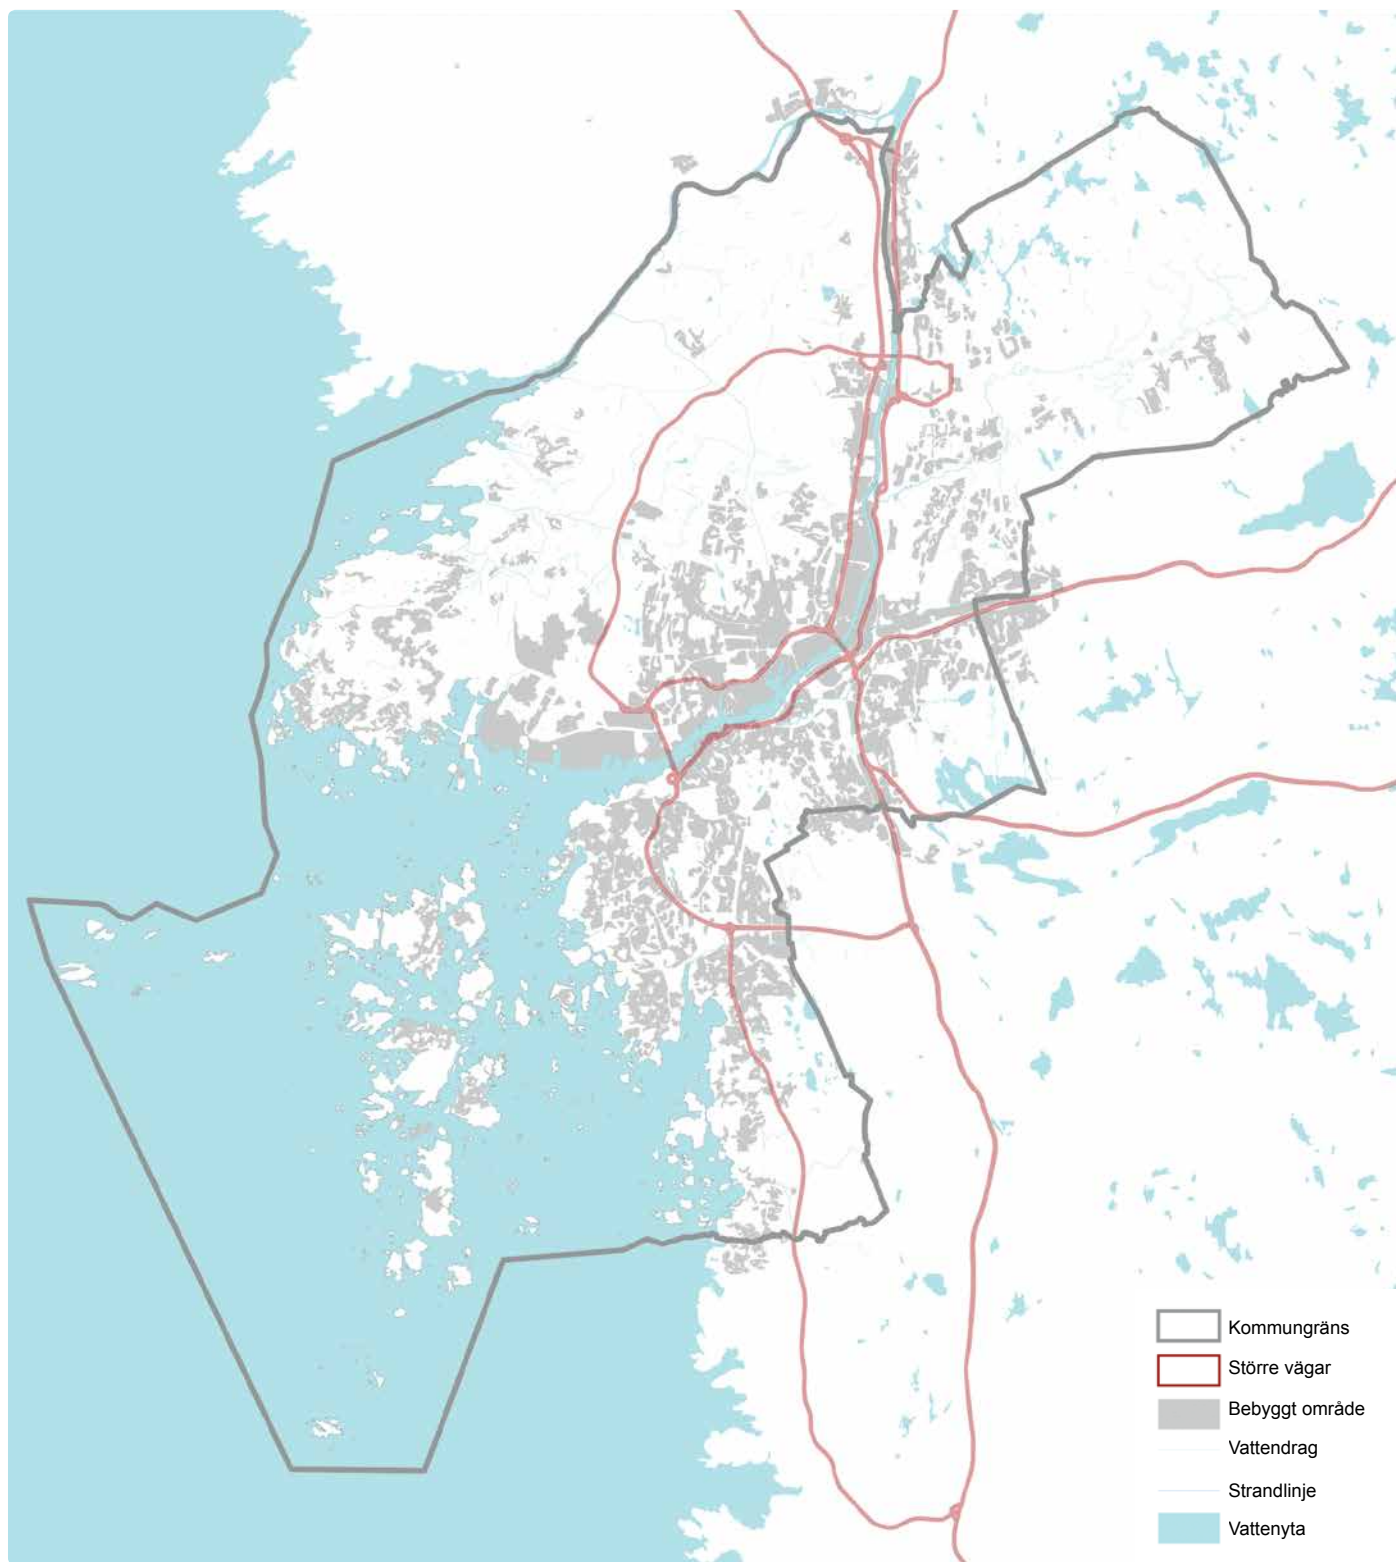 Kommungräns
Större vägar
Bebyggt område
Vattendrag
Strandlinje
Vattenyta